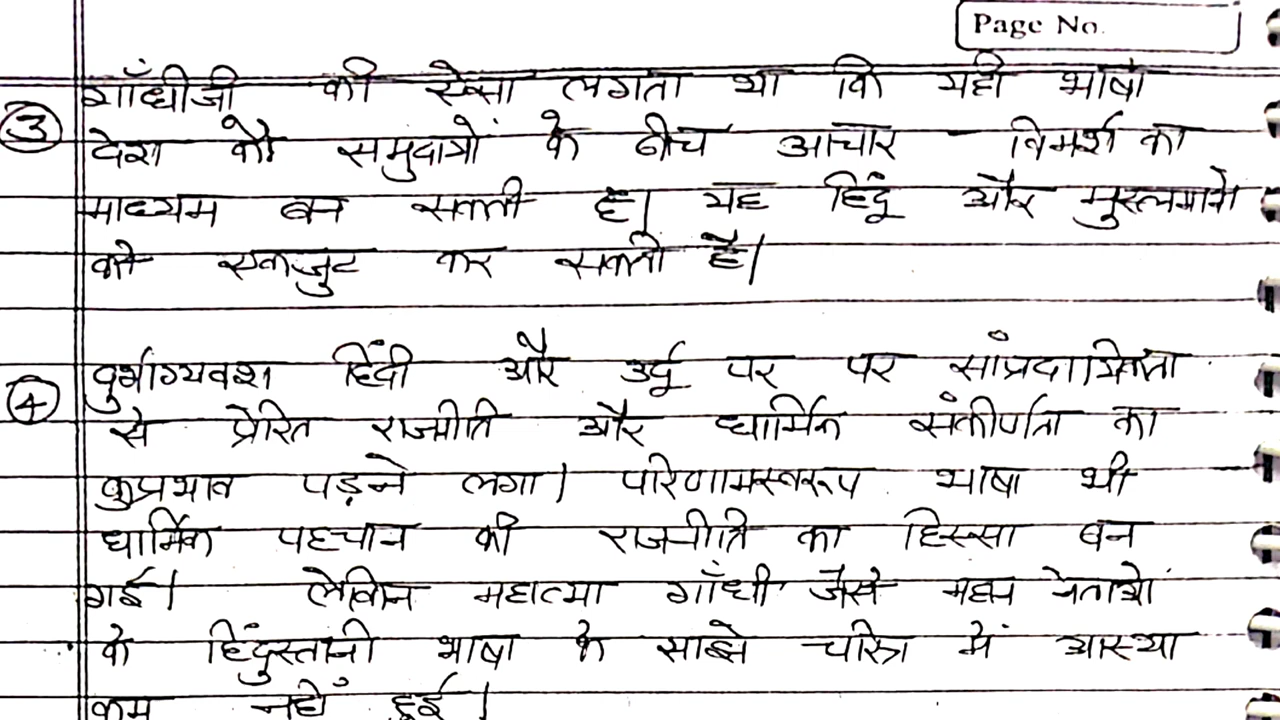 Page No.
गाँधीजी को ऐसा लगता था कि यही भाषा
③ देश के समुदायों के बीच आचार विमर्श का
माध्यम बन सकती है। यह हिंदू और मुसलमानो
को एकजुट कर सकती है।
दुर्भाग्यवश हिंदी और उर्दू पर पर सांप्रदायिकता
④ से प्रेरित राजनीति और धार्मिक संकीर्णता का
कुप्रभाव पड़ने लगा। परिणामस्वरूप भाषा भी
धार्मिक पहचान की राजनीति का हिस्सा बन
गई। लेकिन महात्मा गाँधी जैसे महान नेताओं
के हिंदुस्तानी भाषा के साझे चरित्र में आस्था
कम नहीं हुई।